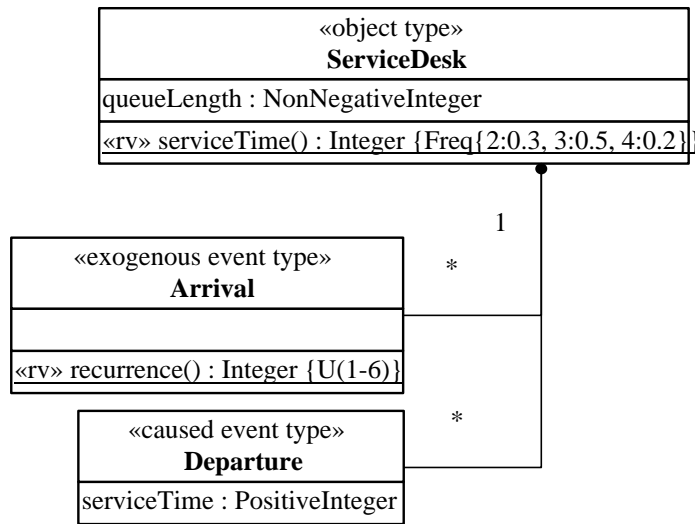 «object type»
ServiceDesk
queueLength : NonNegativeInteger
«rv» serviceTime() : Integer {Freq{2:0.3, 3:0.5, 4:0.2}}
1
«exogenous event type»
Arrival
*
«rv» recurrence() : Integer {U(1-6)}
«caused event type»
Departure
*
serviceTime : PositiveInteger